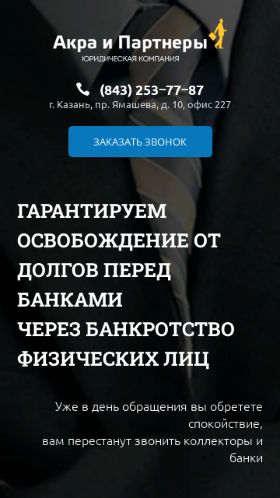 Акра и Партнеры
ЮРИДИЧЕСКАЯ КОМПАНИЯ
(843) 253–77–87
г. Казань, пр. Ямашева, д. 10, офис 227
ЗАКАЗАТЬ ЗВОНОК
ГАРАНТИРУЕМ
ОСВОБОЖДЕНИЕ ОТ
ДОЛГОВ ПЕРЕД
БАНКАМИ
ЧЕРЕЗ БАНКРОТСТВО
ФИЗИЧЕСКИХ ЛИЦ
Уже в день обращения вы обретете
спокойствие,
вам перестанут звонить коллекторы и
банки